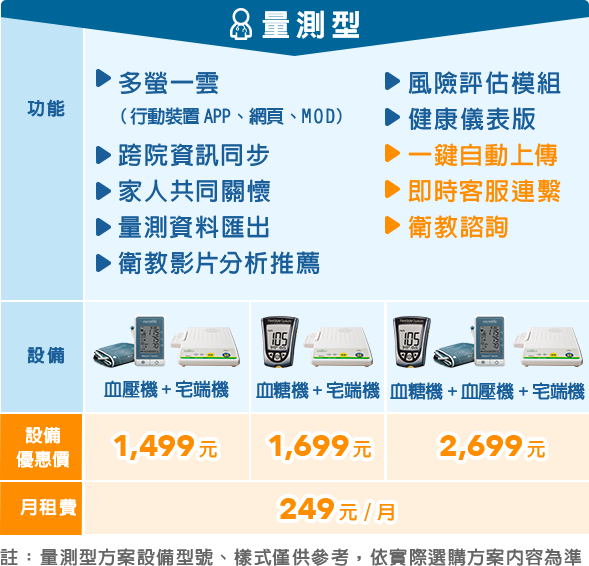 量測型
功能
多螢一雲
（行動裝置 APP、網頁、MOD）
跨院資訊同步
家人共同關懷
量測資料匯出
衛教影片分析推薦
風險評估模組
健康儀表版
一鍵自動上傳
即時客服連繫
衛教諮詢
設備
105
105
血壓機 + 宅端機
血糖機 + 宅端機
血糖機 + 血壓機 + 宅端機
設備
優惠價
1,499 元
1,699 元
2,699 元
月租費
249 元 / 月
註：量測型方案設備型號、樣式僅供參考，依實際選購方案內容為準